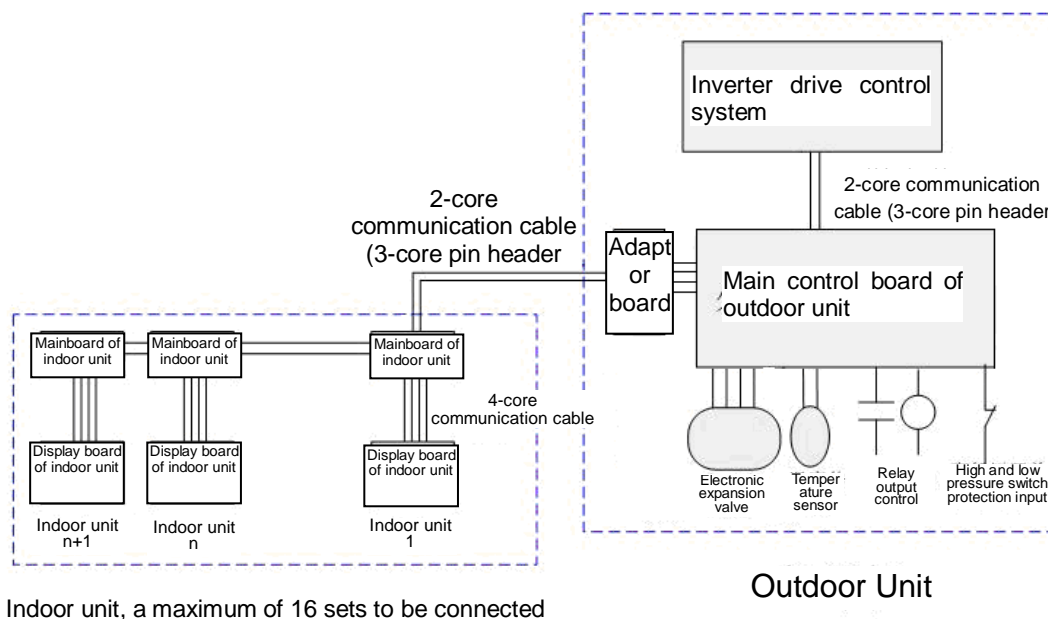 Inverter drive control
system
2-core communication
cable (3-core pin header
2-core
communication cable
(3-core pin header
Adapt
or
board
Main control board of
outdoor unit
Mainboard of
indoor unit
Mainboard of
indoor unit
Mainboard of
indoor unit
4-core
communication cable
Display board
of indoor unit
Display board
of indoor unit
Display board
of indoor unit
Indoor unit
n+1
Indoor unit
n
Indoor unit
1
Electronic
expansion
valve
Temper
ature
sensor
Relay
output
control
High and low
pressure switch
protection input
Outdoor Unit
Indoor unit, a maximum of 16 sets to be connected